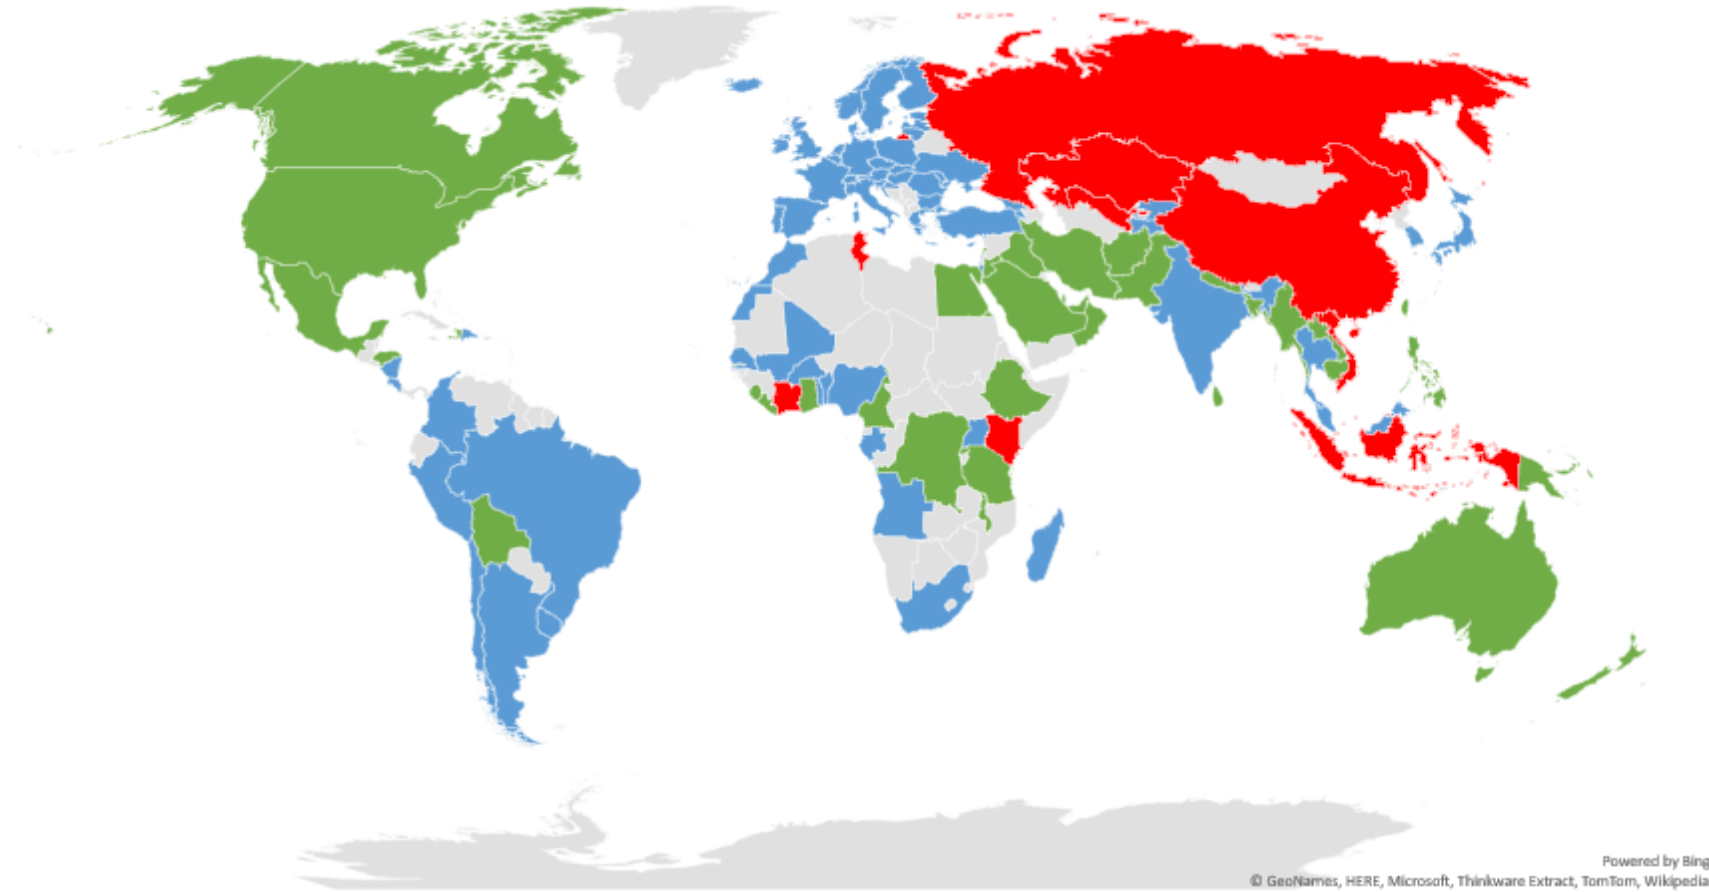 Powered by Bing
© GeoNames, HERE, Microsoft, Thinkware Extract, TomTom, Wikipedia